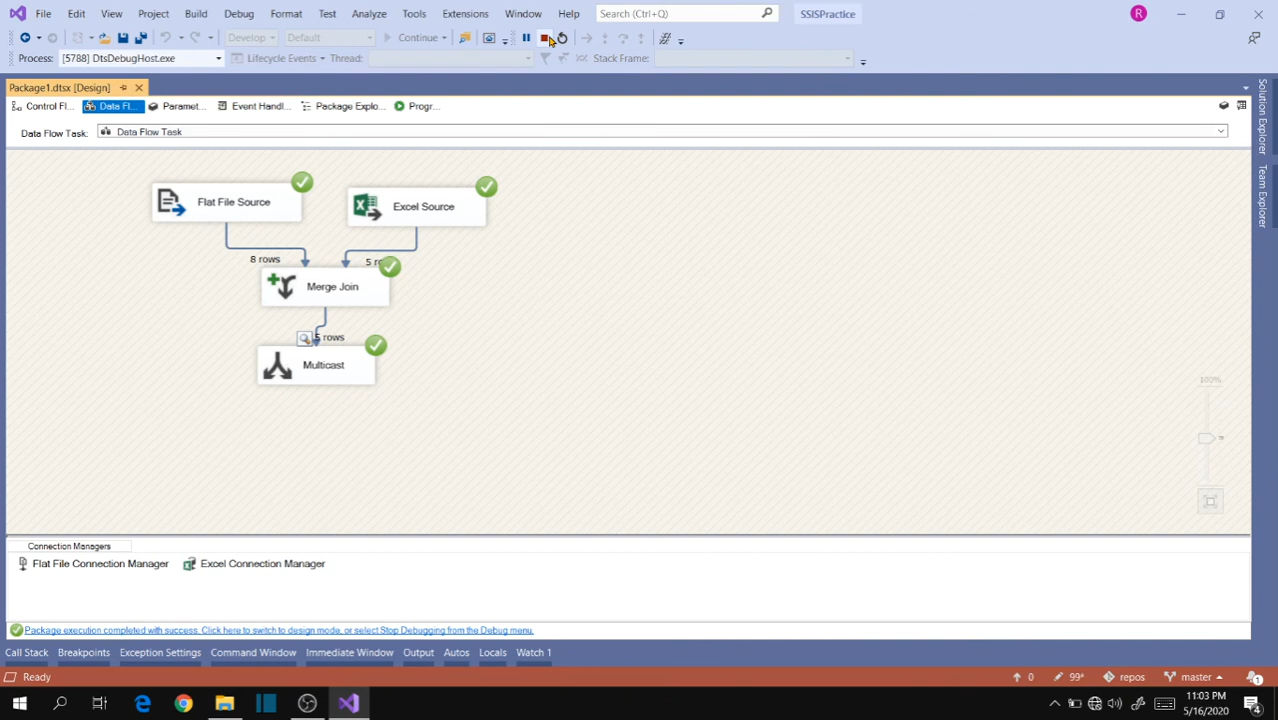 File Edit View Project Build Debug Format Test Analyze Tools Extensions Window Help Search (Ctrl+Q) SSISPractice R
Develop Default Continue
Process: [5788] DtsDebugHost.exe Lifecycle Events Thread: Stack Frame:
Package1.dtsx [Design]
Control Fl... Data Fl... Paramet... Event Handl... Package Explo... Progr...
Data Flow Task: Data Flow Task
Solution Explorer
Team Explorer
Flat File Source
Excel Source
8 rows
5 r
Merge Join
5 rows
Multicast
100%
Connection Managers
Flat File Connection Manager Excel Connection Manager
Package execution completed with success. Click here to switch to design mode, or select Stop Debugging from the Debug menu.
Call Stack Breakpoints Exception Settings Command Window Immediate Window Output Autos Locals Watch 1
Ready 0 99* repos master 1
11:03 PM
5/16/2020
4